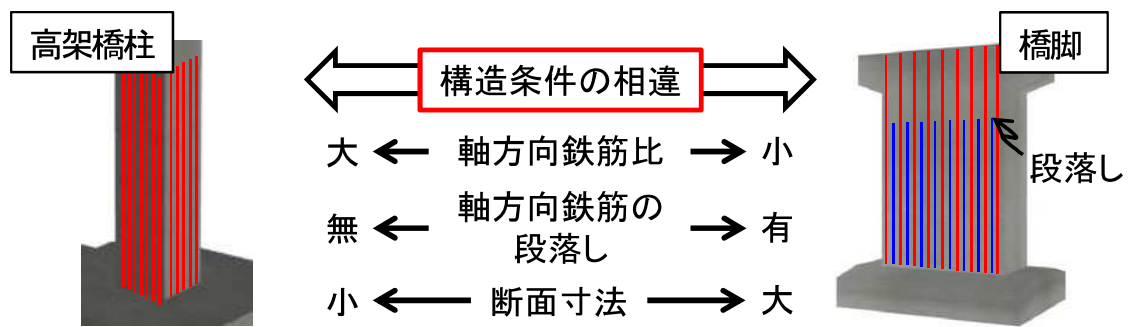 高架橋柱
構造条件の相違
橋脚
大 軸方向鉄筋比 小
段落し
無 軸方向鉄筋の 有
段落し
小 断面寸法 大